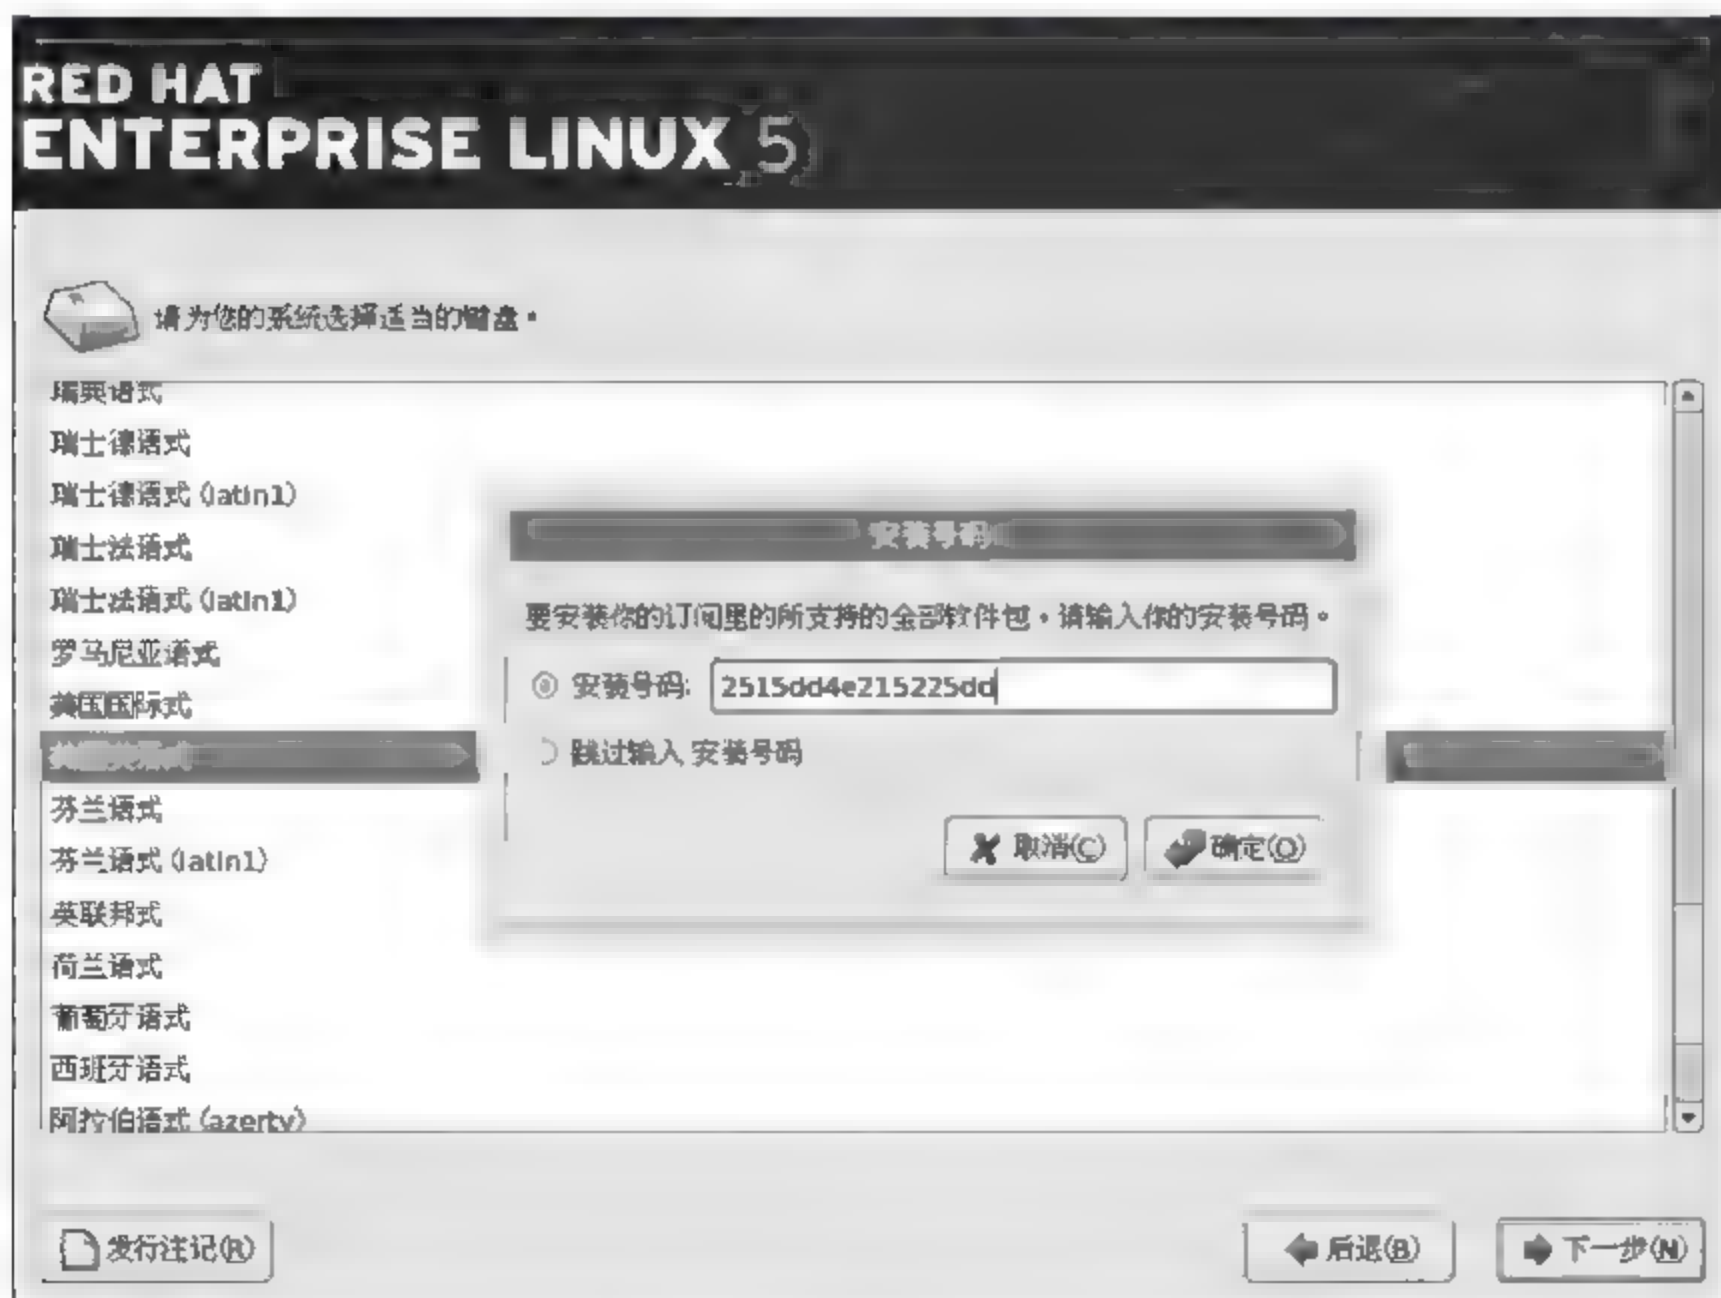 RED HAT
ENTERPRISE LINUX 5
请为您的系统选择适当的键盘。
瑞典语式
瑞士德语式
瑞士德语式 (latin1)
瑞士法语式
瑞士法语式 (latin1)
罗马尼亚语式
美国国际式
芬兰语式
芬兰语式 (latin1)
英联邦式
荷兰语式
葡萄牙语式
西班牙语式
阿拉伯语式 (azerty)
安装号码
要安装你的订阅里的所支持的全部软件包，请输入你的安装号码。
安装号码: 2515dd4e215225dd
跳过输入 安装号码
取消(C) 确定(O)
发行注记(R) 后退(B) 下一步(N)